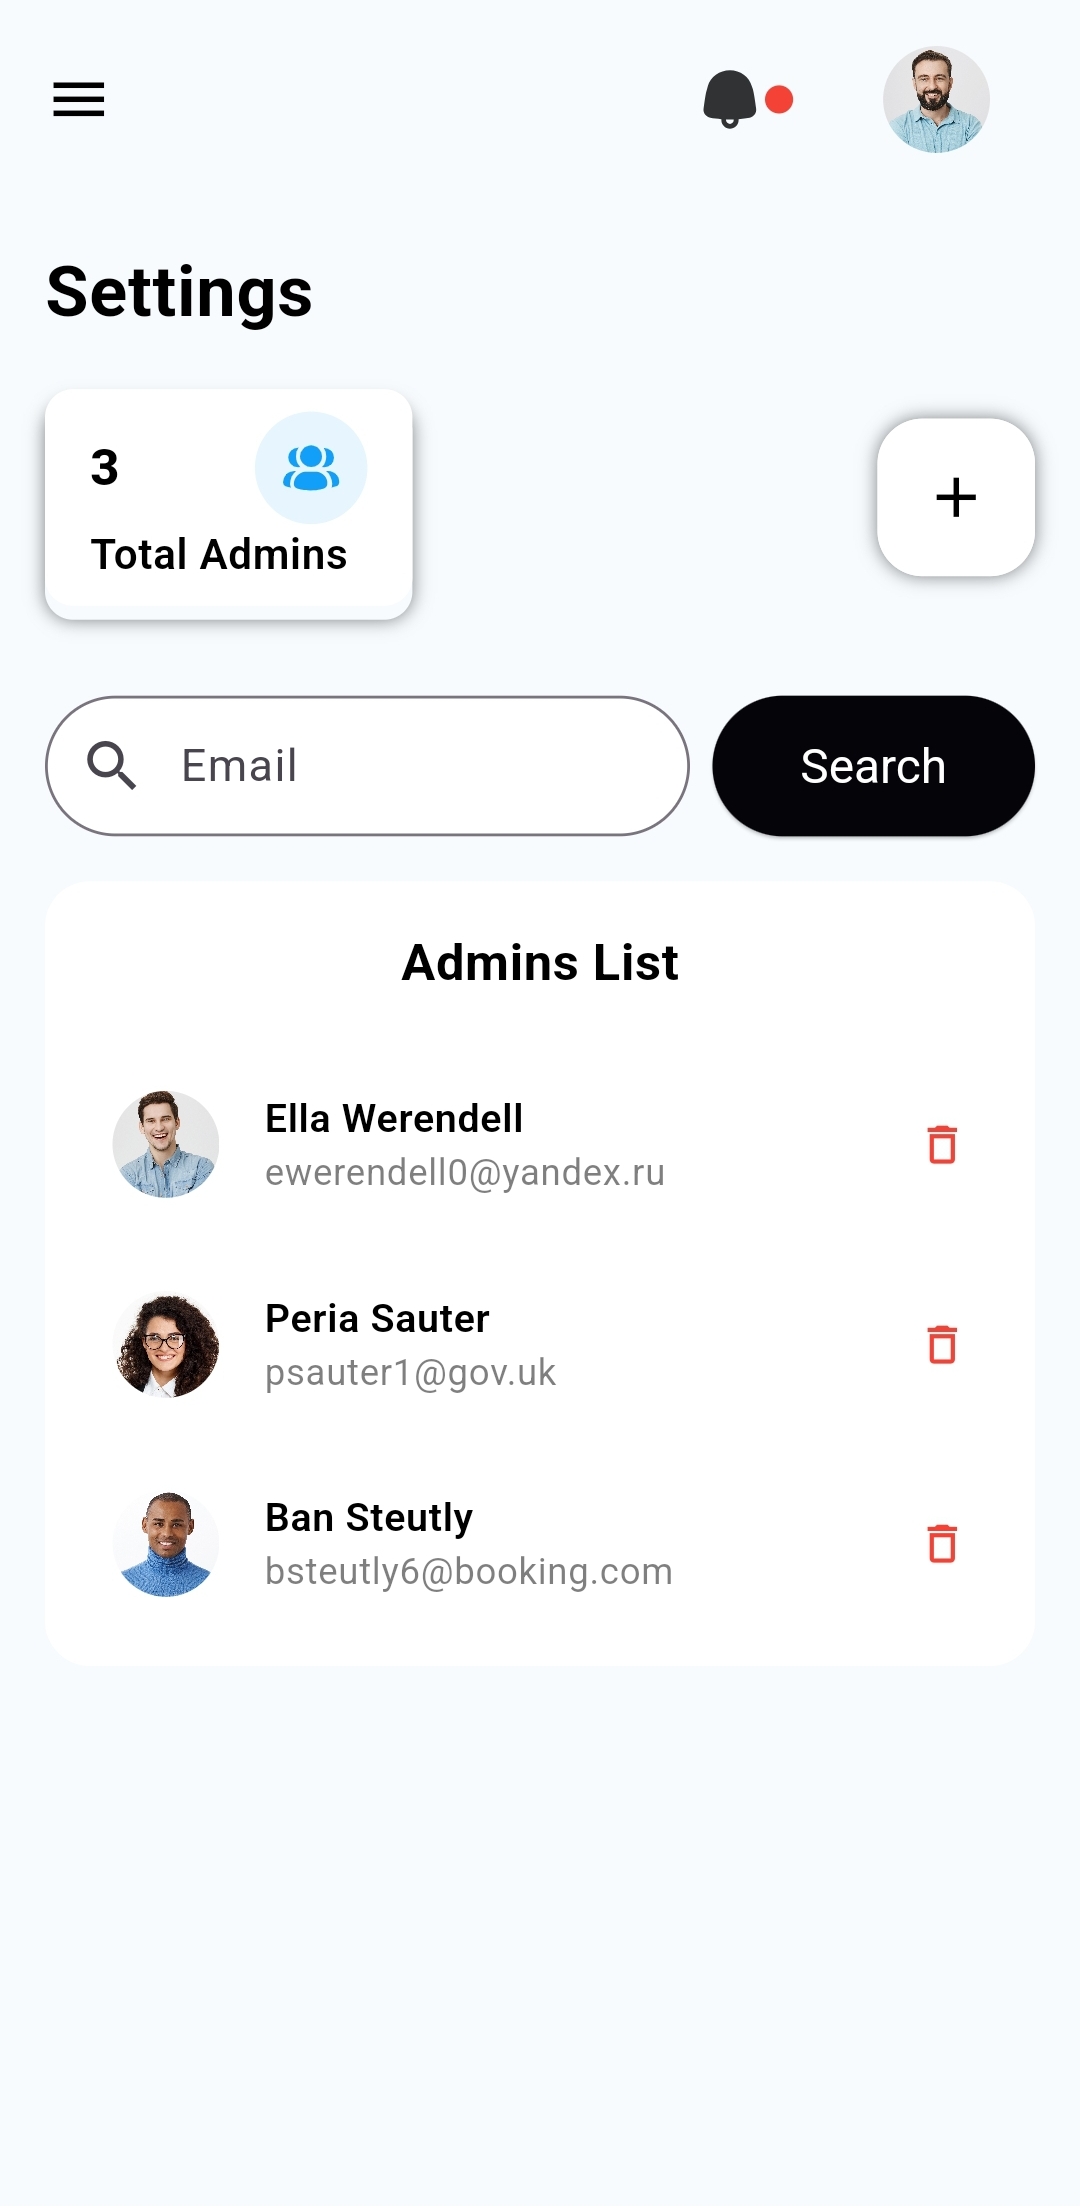 Settings
3
Total Admins
Email
Search
Admins List
Ella Werendell
ewerendell0@yandex.ru
Peria Sauter
psauter1@gov.uk
Ban Steutly
bsteutly6@booking.com